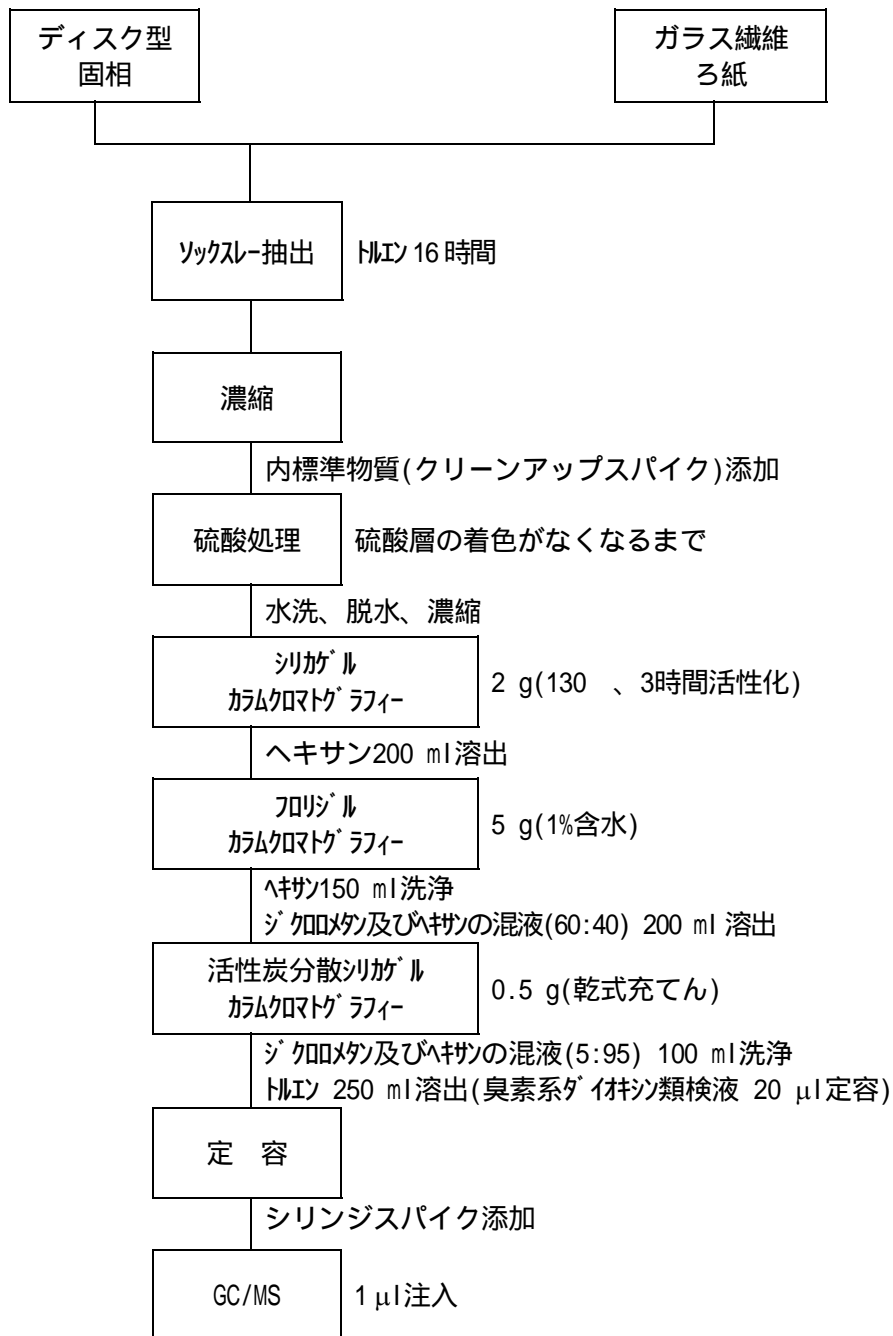 ディスク型
固相
ガラス繊維
ろ紙
ソックスレー抽出
トルエン 16 時間
濃縮
内標準物質(クリーンアップスパイク)添加
硫酸処理
硫酸層の着色がなくなるまで
水洗、脱水、濃縮
シリカゲル
カラムクロマトグラフィー
2 g(130 、3時間活性化)
ヘキサン200 ml溶出
フロリジル
カラムクロマトグラフィー
5 g(1%含水)
ヘキサン150 ml洗浄
ジクロロメタン及びヘキサンの混液(60:40) 200 ml 溶出
活性炭分散シリカゲル
カラムクロマトグラフィー
0.5 g(乾式充てん)
ジクロロメタン及びヘキサンの混液(5:95) 100 ml洗浄
トルエン 250 ml溶出(臭素系ダイオキシン類検液 20 μl定容)
定 容
シリンジスパイク添加
GC/MS
1 μl注入